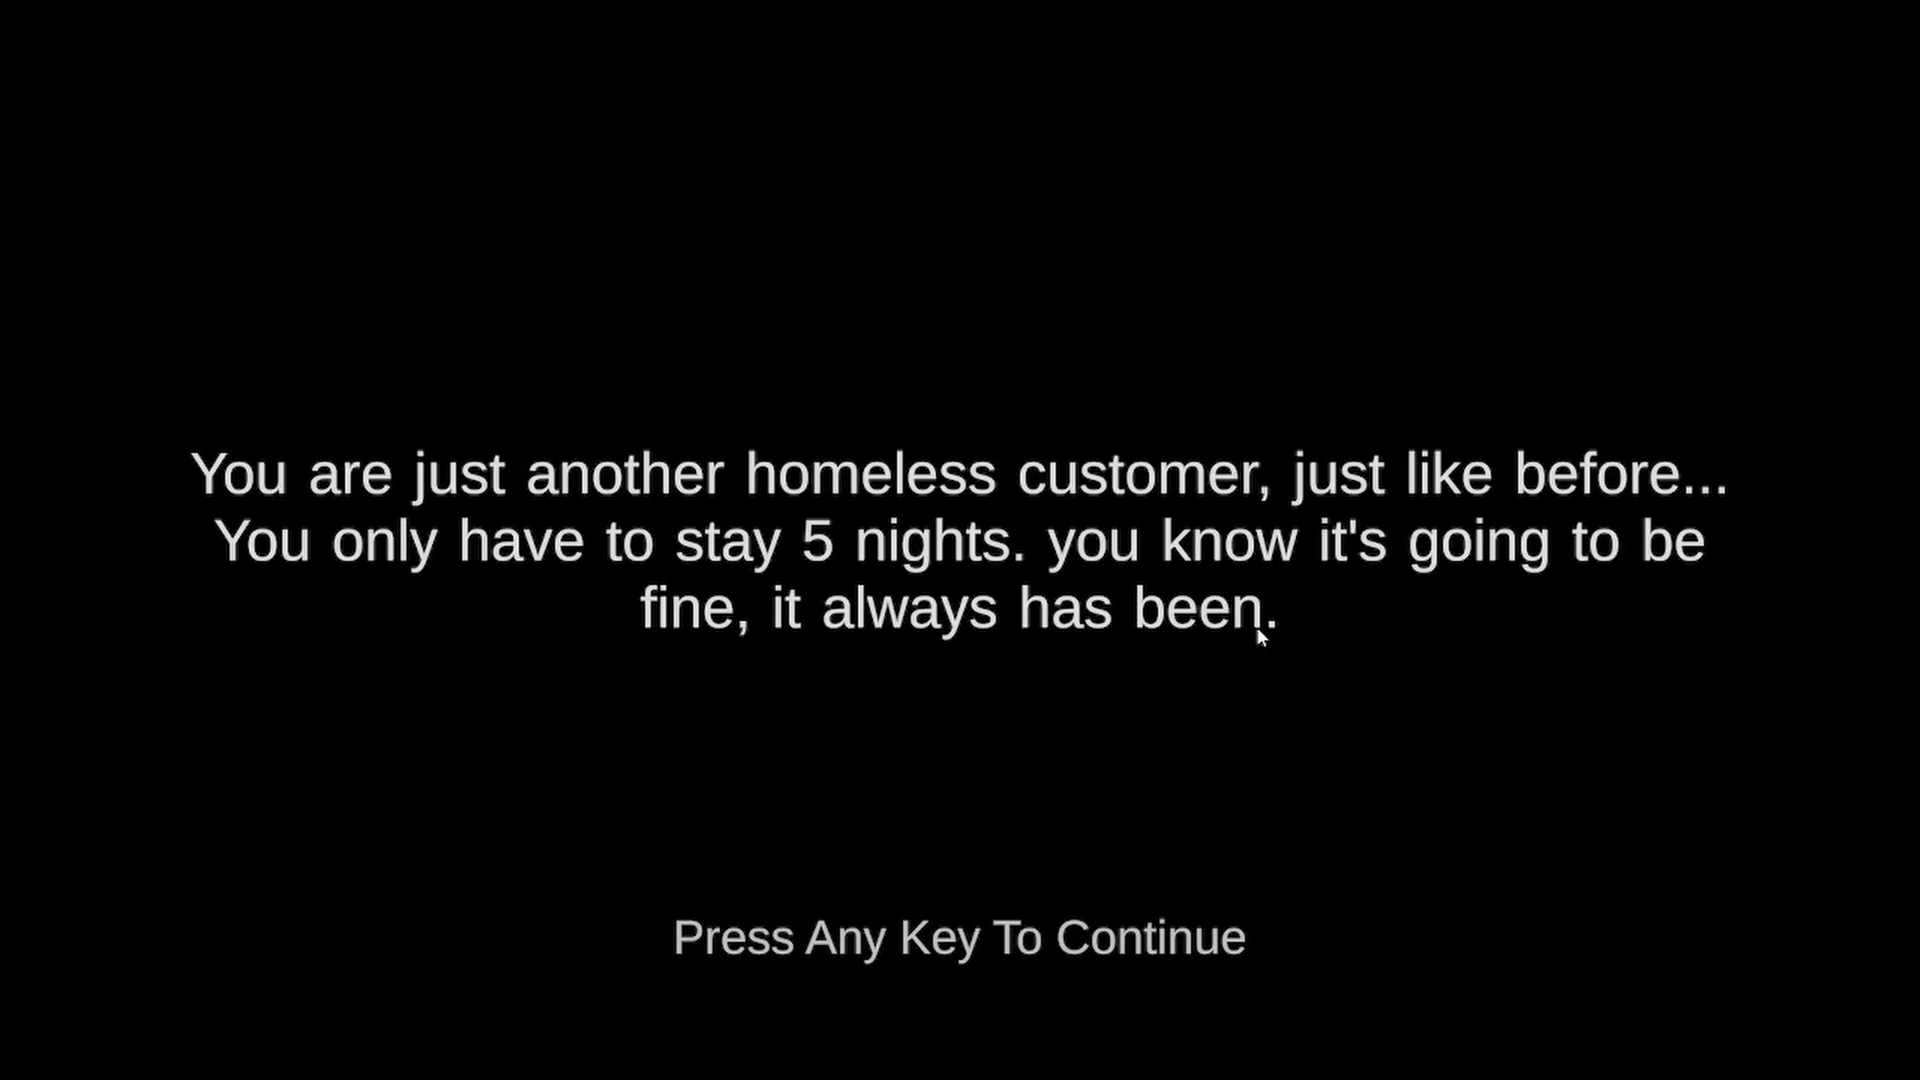 You are just another homeless customer, just like before...
You only have to stay 5 nights. you know it's going to be
fine, it always has been.
Press Any Key To Continue